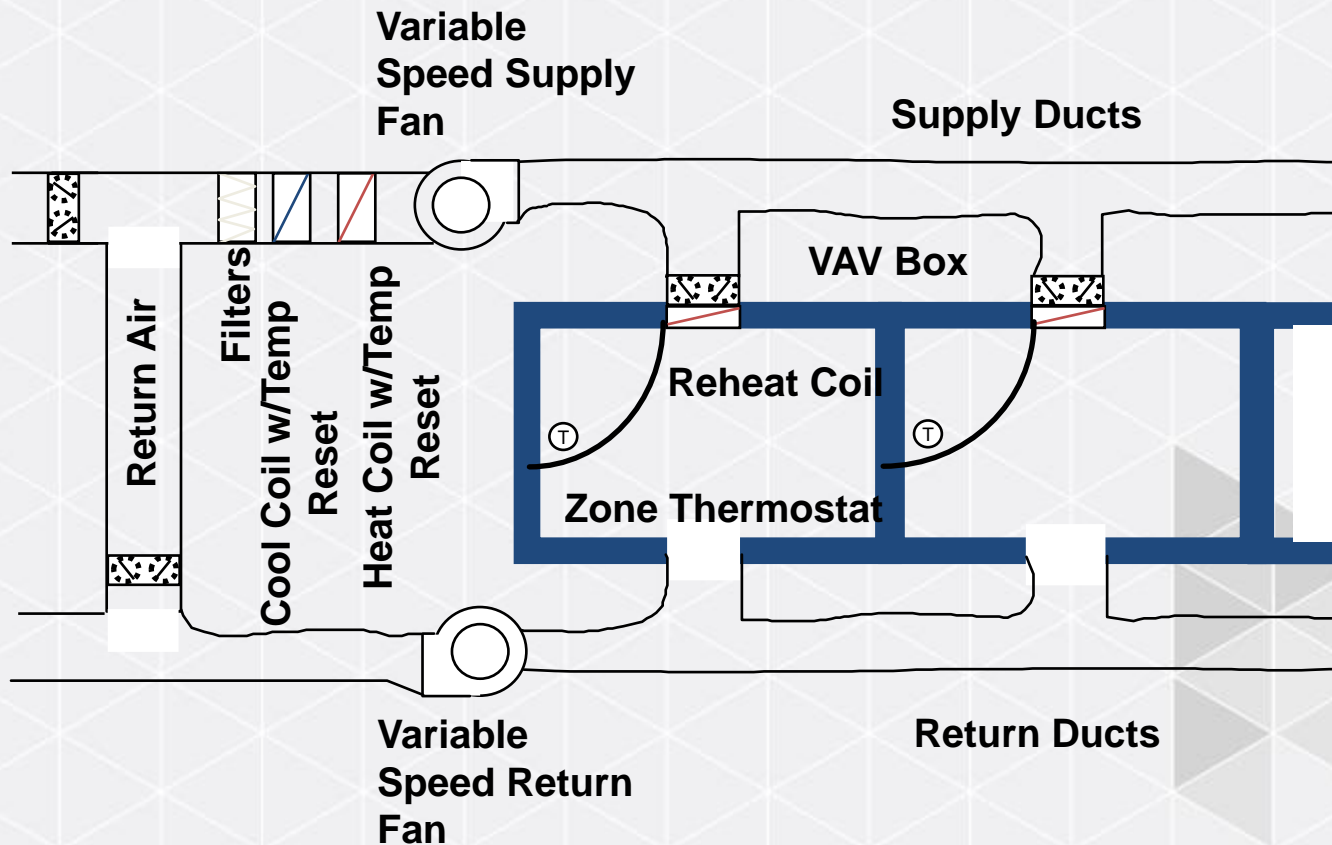 Variable
Speed Supply
Fan
Supply Ducts
VAV Box
Return Air
Filters
Cool Coil w/Temp
Reset
Heat Coil w/Temp
Reset
Reheat Coil
T
T
Zone Thermostat
Variable
Speed Return
Fan
Return Ducts